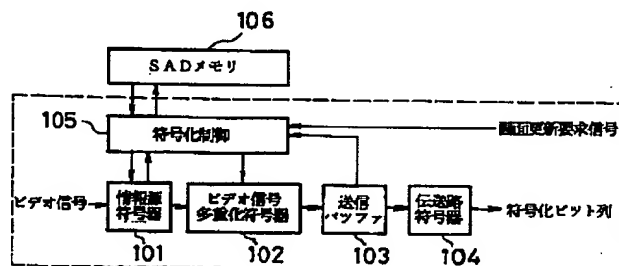 106
SADメモリ
105
符号化制御
画面更新要求信号
ビデオ信号
情報源
符号器
ビデオ信号
多重化符号器
送信
バッファ
伝送路
符号器
符号化ビット列
101
102
103
104